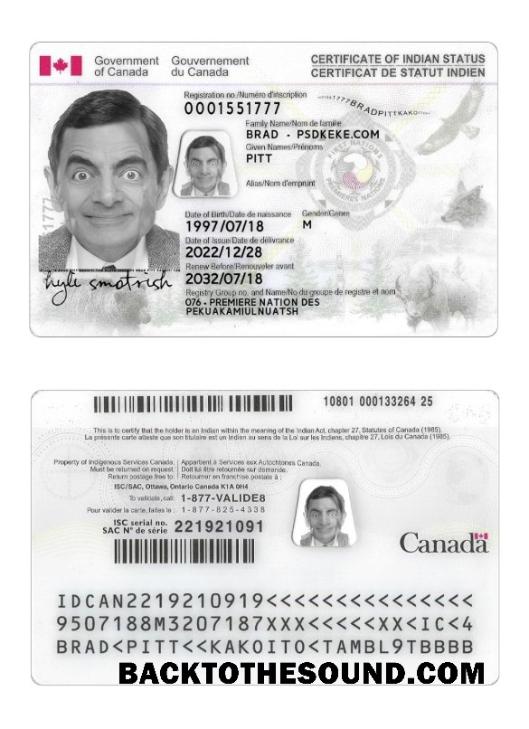 Government of Canada
Gouvernement du Canada
CERTIFICATE OF INDIAN STATUS
CERTIFICAT DE STATUT INDIEN
Registration no./Numéro d'inscription
0001551777
Family Name/Nom de famille
BRAD - PSDKEKE.COM
Given Names/Prénoms
PITT
Alias/Nom d'emprunt
Date of Birth/Date de naissance
Gender/Genre
1997/07/18
M
Date of Issue/Date de délivrance
2022/12/28
Renew Before/Renouveler avant
2032/07/18
Registry Group no. and Name/No du groupe de registre et nom
076 - PREMIERE NATION DES
PEKUAKAMIULNUATSH
10801 000133264 25
This is to certify that the holder is an Indian within the meaning of the Indian Act, chapter 27, Statutes of Canada (1985).
La présente carte atteste que son titulaire est un Indien au sens de la Loi sur les Indiens, chapitre 27, Lois du Canada (1985).
Property of Indigenous Services Canada.
Must be returned on request.
Return postage free to:
Appartient à Services aux Autochtones Canada.
Doit lui être retournée sur demande.
Retourner en franchise postale à :
ISC/SAC, Ottawa, Ontario Canada K1A 0H4
To validate, call: 1-877-VALIDE8
Pour valider la carte, faites le : 1-877-825-4338
ISC serial no.
SAC N° de série
221921091
Canada
IDCAN2219210919<<<<<<<<<<<<<<<
9507188M3207187XXX<<<<<XX<IC<4
BRAD<PITT<<KAKOITO<TAMBL9TBBBB
BACKTOTHESOUND.COM